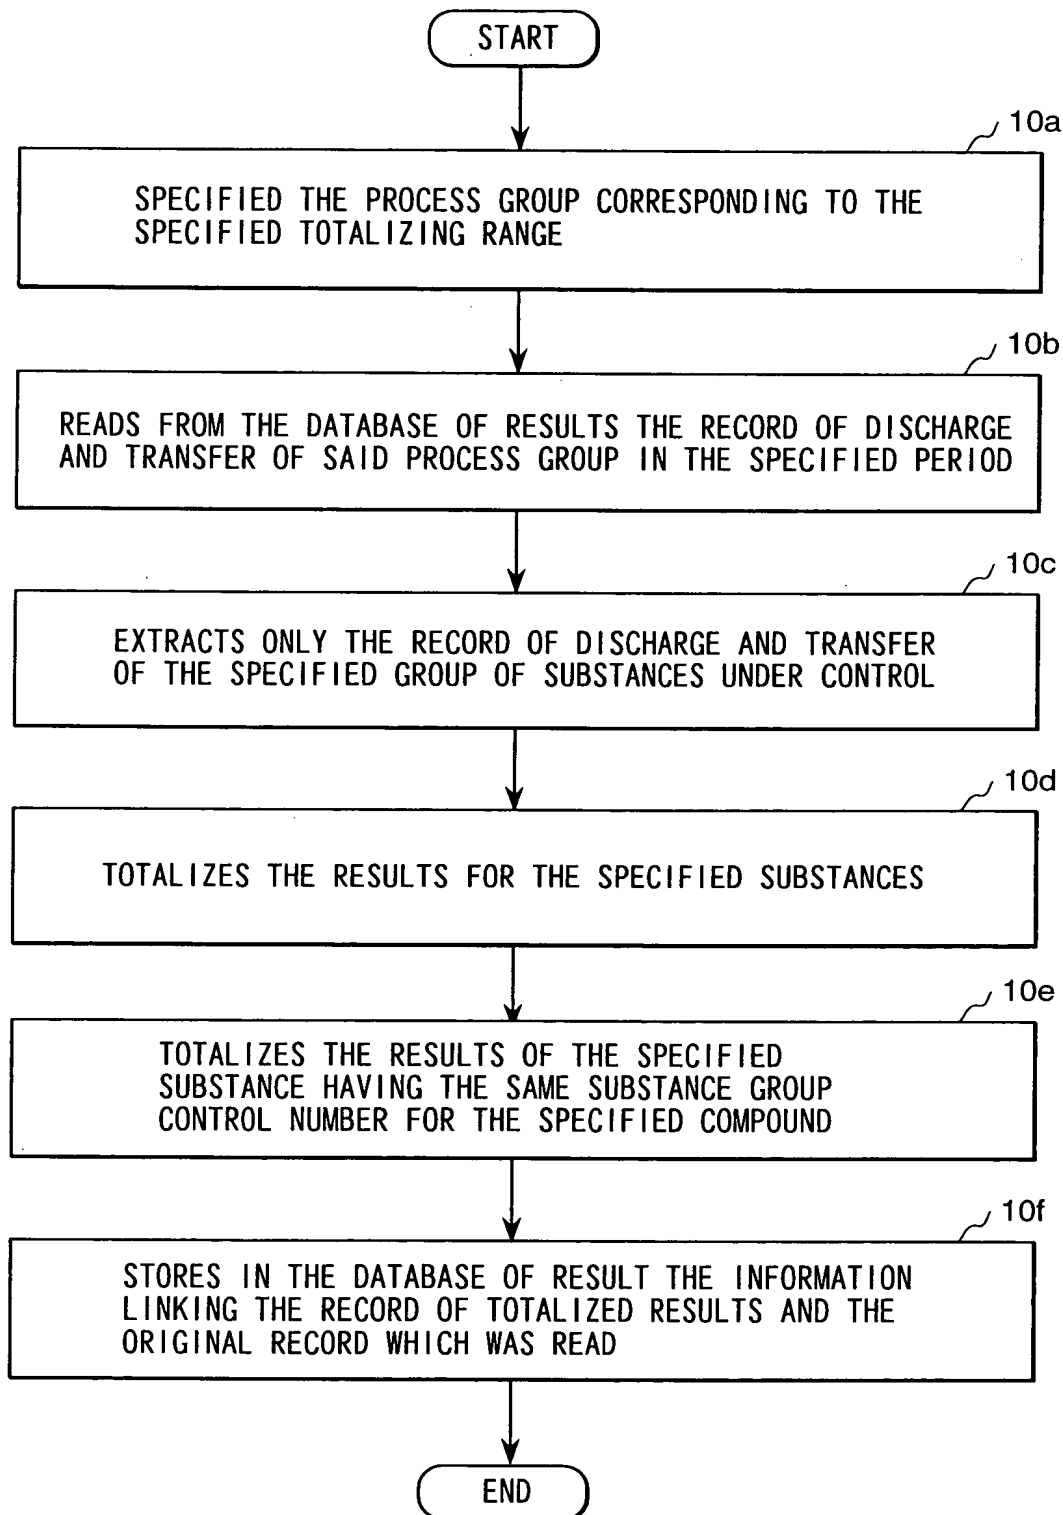 START
10a
SPECIFIED THE PROCESS GROUP CORRESPONDING TO THE
SPECIFIED TOTALIZING RANGE
10b
READS FROM THE DATABASE OF RESULTS THE RECORD OF DISCHARGE
AND TRANSFER OF SAID PROCESS GROUP IN THE SPECIFIED PERIOD
10c
EXTRACTS ONLY THE RECORD OF DISCHARGE AND TRANSFER
OF THE SPECIFIED GROUP OF SUBSTANCES UNDER CONTROL
10d
TOTALIZES THE RESULTS FOR THE SPECIFIED SUBSTANCES
10e
TOTALIZES THE RESULTS OF THE SPECIFIED
SUBSTANCE HAVING THE SAME SUBSTANCE GROUP
CONTROL NUMBER FOR THE SPECIFIED COMPOUND
10f
STORES IN THE DATABASE OF RESULT THE INFORMATION
LINKING THE RECORD OF TOTALIZED RESULTS AND THE
ORIGINAL RECORD WHICH WAS READ
END